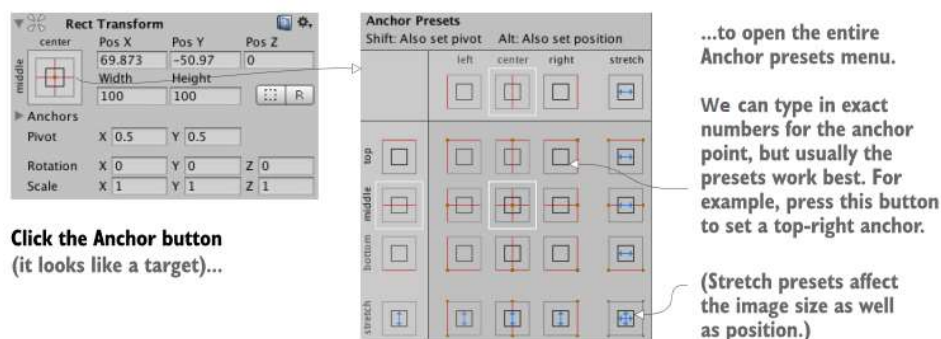 Rect Transform
center
Pos X Pos Y Pos Z
69.873 -50.97 0
middle
Width Height
100 100
R
Anchors
Pivot X 0.5 Y 0.5
Rotation X 0 Y 0 Z 0
Scale X 1 Y 1 Z 1
Click the Anchor button
(it looks like a target)...
Anchor Presets
Shift: Also set pivot Alt: Also set position
left center right stretch
top
middle
bottom
stretch
...to open the entire
Anchor presets menu.
We can type in exact
numbers for the anchor
point, but usually the
presets work best. For
example, press this button
to set a top-right anchor.
(Stretch presets affect
the image size as well
as position.)